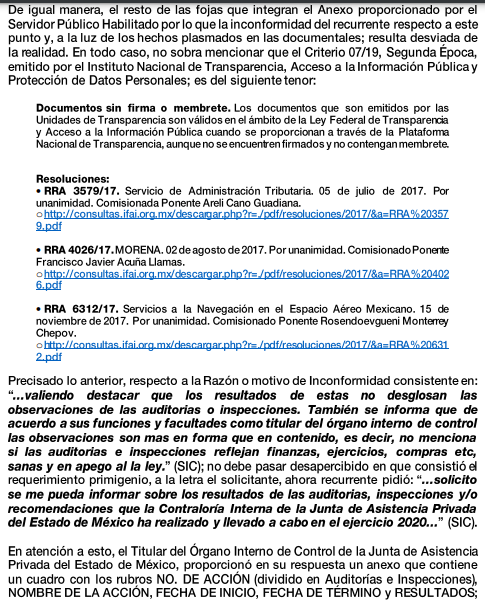 De igual manera, el resto de las fojas que integran el Anexo proporcionado por el
Servidor Público Habilitado por lo que la inconformidad del recurrente respecto a este
punto y, a la luz de los hechos plasmados en las documentales; resulta desviada de
la realidad. En todo caso, no sobra mencionar que el Criterio 07/19, Segunda Época,
emitido por el Instituto Nacional de Transparencia, Acceso a la Información Pública y
Protección de Datos Personales; es del siguiente tenor:
Documentos sin firma o membrete. Los documentos que son emitidos por las
Unidades de Transparencia son válidos en el ámbito de la Ley Federal de Transparencia
y Acceso a la Información Pública cuando se proporcionan a través de la Plataforma
Nacional de Transparencia, aunque no se encuentren firmados y no contengan membrete.
Resoluciones:
• RRA 3579/17. Servicio de Administración Tributaria. 05 de julio de 2017. Por
unanimidad. Comisionada Ponente Areli Cano Guadiana.
○ http://consultas.ifai.org.mx/descargar.php?r=./pdf/resoluciones/2017/&a=RRA%20357
9.pdf
• RRA 4026/17. MORENA. 02 de agosto de 2017. Por unanimidad. Comisionado Ponente
Francisco Javier Acuña Llamas.
○ http://consultas.ifai.org.mx/descargar.php?r=./pdf/resoluciones/2017/&a=RRA%20402
6.pdf
• RRA 6312/17. Servicios a la Navegación en el Espacio Aéreo Mexicano. 15 de
noviembre de 2017. Por unanimidad. Comisionado Ponente Rosendoevgueni Monterrey
Chepov.
○ http://consultas.ifai.org.mx/descargar.php?r=./pdf/resoluciones/2017/&a=RRA%20631
2.pdf
Precisado lo anterior, respecto a la Razón o motivo de Inconformidad consistente en:
“...valiendo destacar que los resultados de estas no desglosan las
observaciones de las auditorias o inspecciones. También se informa que de
acuerdo a sus funciones y facultades como titular del órgano interno de control
las observaciones son mas en forma que en contenido, es decir, no menciona
si las auditorias e inspecciones reflejan finanzas, ejercicios, compras etc,
sanas y en apego al la ley.” (SIC); no debe pasar desapercibido en que consistió el
requerimiento primigenio, a la letra el solicitante, ahora recurrente pidió: “...solicito
se me pueda informar sobre los resultados de las auditorias, inspecciones y/o
recomendaciones que la Contraloría Interna de la Junta de Asistencia Privada
del Estado de México ha realizado y llevado a cabo en el ejercicio 2020...” (SIC).
En atención a esto, el Titular del Órgano Interno de Control de la Junta de Asistencia
Privada del Estado de México, proporcionó en su respuesta un anexo que contiene
un cuadro con los rubros NO. DE ACCIÓN (dividido en Auditorías e Inspecciones),
NOMBRE DE LA ACCIÓN, FECHA DE INICIO, FECHA DE TÉRMINO y RESULTADOS;